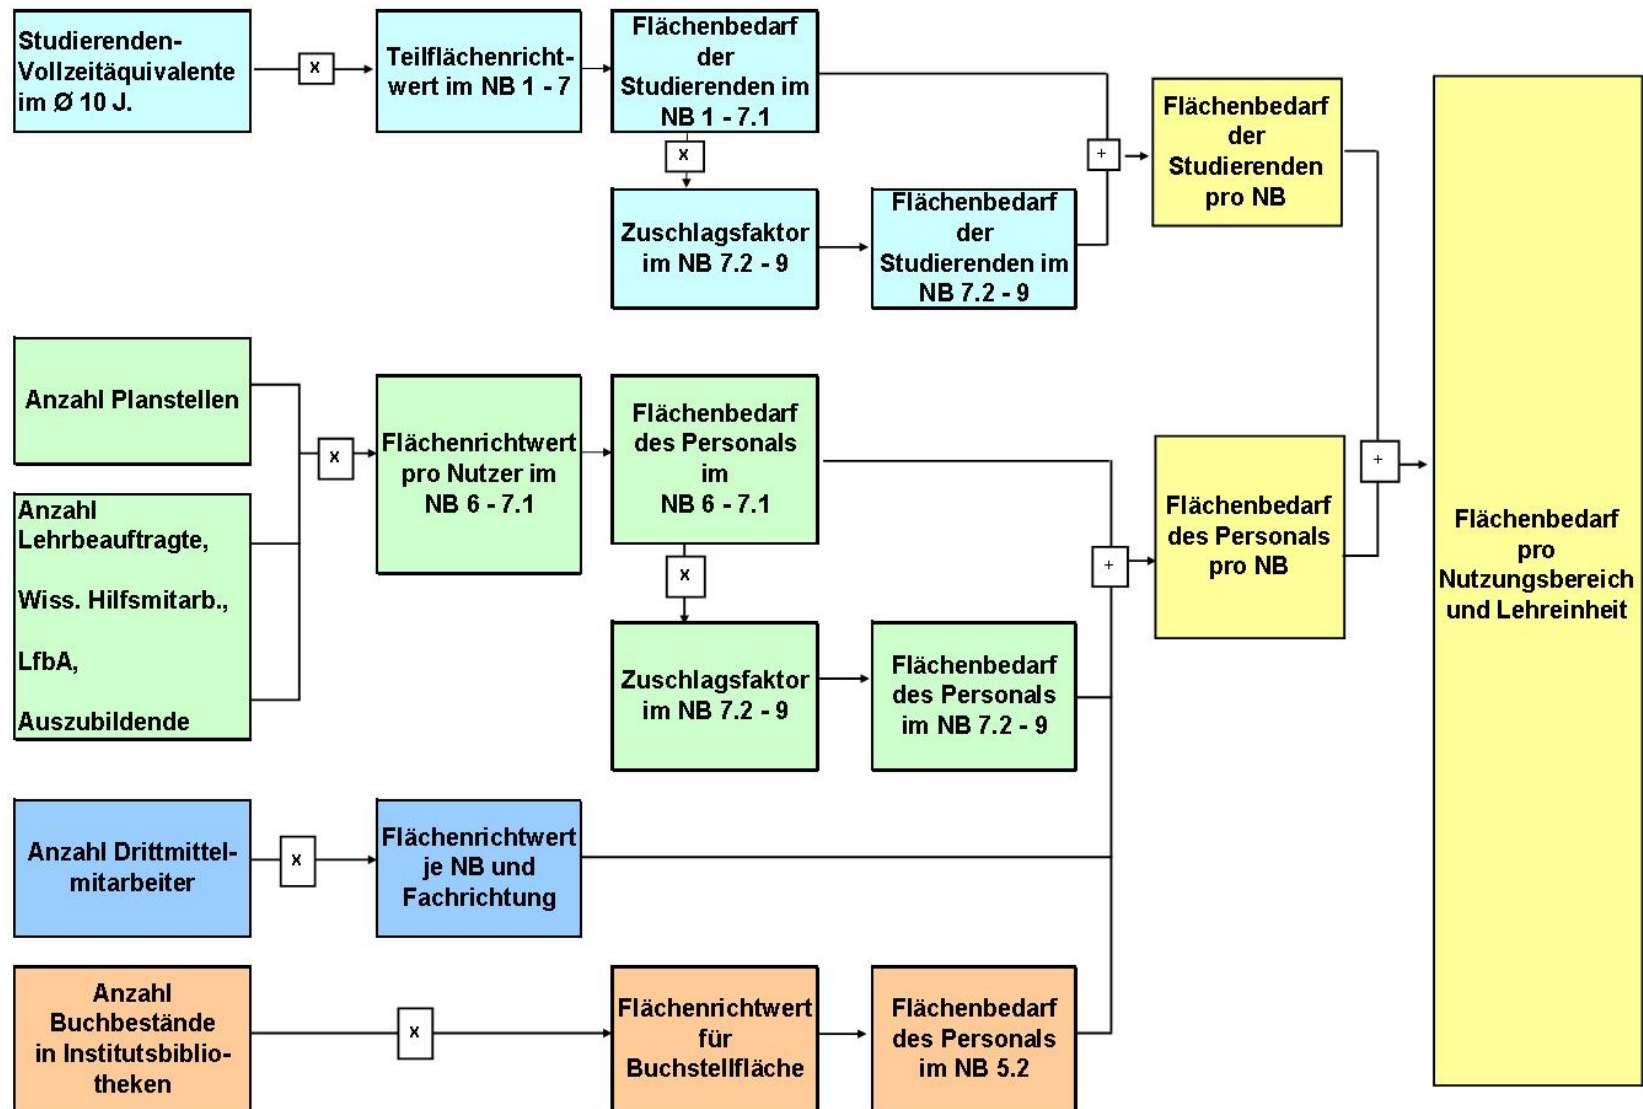 Studierenden-
Vollzeitäquivalente
im Ø 10 J.
x
Teilflächenricht-
wert im NB 1 - 7
Flächenbedarf
der
Studierenden im
NB 1 - 7.1
x
Zuschlagsfaktor
im NB 7.2 - 9
Flächenbedarf
der
Studierenden im
NB 7.2 - 9
+
Flächenbedarf
der
Studierenden
pro NB
Anzahl Planstellen
Anzahl
Lehrbeauftragte,
Wiss. Hilfsmitarb.,
LfbA,
Auszubildende
x
Flächenrichtwert
pro Nutzer im
NB 6 - 7.1
Flächenbedarf
des Personals
im
NB 6 - 7.1
x
Zuschlagsfaktor
im NB 7.2 - 9
Flächenbedarf
des Personals
im NB 7.2 - 9
+
Flächenbedarf
des Personals
pro NB
+
Flächenbedarf
pro
Nutzungsbereich
und Lehreinheit
Anzahl Drittmittel-
mitarbeiter
x
Flächenrichtwert
je NB und
Fachrichtung
Anzahl
Buchbestände
in Institutsbiblio-
theken
x
Flächenrichtwert
für
Buchstellfläche
Flächenbedarf
des Personals
im NB 5.2